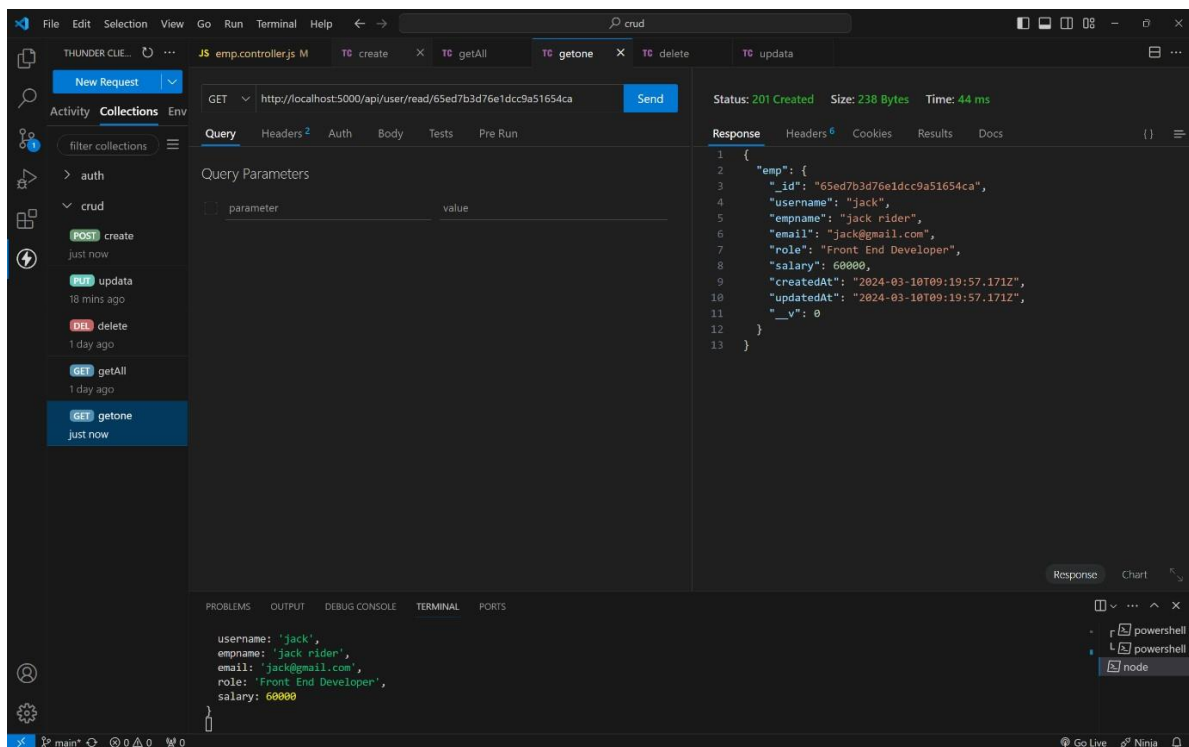 File Edit Selection View Go Run Terminal Help
crud
THUNDER CLIE...
New Request
Activity Collections Env
filter collections
auth
crud
POST create
just now
PUT updata
18 mins ago
DEL delete
1 day ago
GET getAll
1 day ago
GET getone
just now
JS emp.controller.js M
TC create
TC getAll
TC getone
TC delete
TC updata
GET http://localhost:5000/api/user/read/65ed7b3d76e1dcc9a51654ca Send
Query Headers 2 Auth Body Tests Pre Run
Query Parameters
parameter value
Status: 201 Created Size: 238 Bytes Time: 44 ms
Response Headers 6 Cookies Results Docs {}
1 {
2 "emp": {
3 "_id": "65ed7b3d76e1dcc9a51654ca",
4 "username": "jack",
5 "empname": "jack rider",
6 "email": "jack@gmail.com",
7 "role": "Front End Developer",
8 "salary": 60000,
9 "createdAt": "2024-03-10T09:19:57.171Z",
10 "updatedAt": "2024-03-10T09:19:57.171Z",
11 "__v": 0
12 }
13 }
Response Chart
PROBLEMS OUTPUT DEBUG CONSOLE TERMINAL PORTS
username: 'jack',
empname: 'jack rider',
email: 'jack@gmail.com',
role: 'Front End Developer',
salary: 60000
}
powershell
powershell
node
1
main* 0 0 0
Go Live Ninja